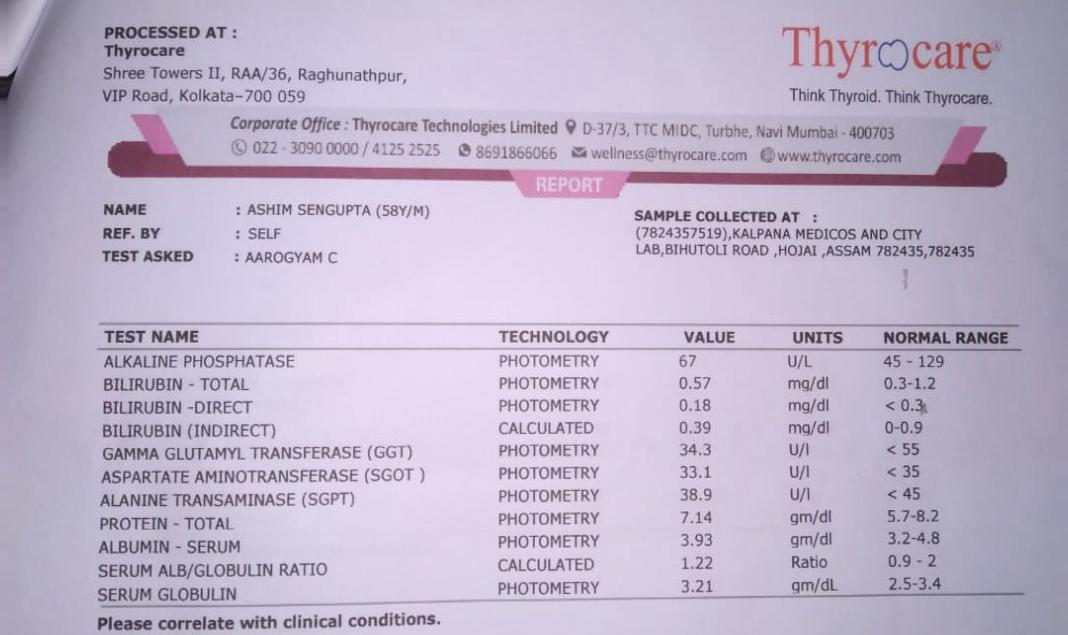 PROCESSED AT :
Thyrocare
Shree Towers II, RAA/36, Raghunathpur,
VIP Road, Kolkata-700 059
Thyrocare®
Think Thyroid. Think Thyrocare.
Corporate Office : Thyrocare Technologies Limited D-37/3, TTC MIDC, Turbhe, Navi Mumbai - 400703
022 - 3090 0000 / 4125 2525 8691866066 wellness@thyrocare.com www.thyrocare.com
REPORT
NAME : ASHIM SENGUPTA (58Y/M)
REF. BY : SELF
TEST ASKED : AAROGYAM C
SAMPLE COLLECTED AT :
(7824357519),KALPANA MEDICOS AND CITY
LAB,BIHUTOLI ROAD ,HOJAI ,ASSAM 782435,782435
TEST NAME TECHNOLOGY VALUE UNITS NORMAL RANGE
ALKALINE PHOSPHATASE PHOTOMETRY 67 U/L 45 - 129
BILIRUBIN - TOTAL PHOTOMETRY 0.57 mg/dl 0.3-1.2
BILIRUBIN -DIRECT PHOTOMETRY 0.18 mg/dl < 0.3
BILIRUBIN (INDIRECT) CALCULATED 0.39 mg/dl 0-0.9
GAMMA GLUTAMYL TRANSFERASE (GGT) PHOTOMETRY 34.3 U/l < 55
ASPARTATE AMINOTRANSFERASE (SGOT ) PHOTOMETRY 33.1 U/l < 35
ALANINE TRANSAMINASE (SGPT) PHOTOMETRY 38.9 U/l < 45
PROTEIN - TOTAL PHOTOMETRY 7.14 gm/dl 5.7-8.2
ALBUMIN - SERUM PHOTOMETRY 3.93 gm/dl 3.2-4.8
SERUM ALB/GLOBULIN RATIO CALCULATED 1.22 Ratio 0.9 - 2
SERUM GLOBULIN PHOTOMETRY 3.21 gm/dL 2.5-3.4
Please correlate with clinical conditions.